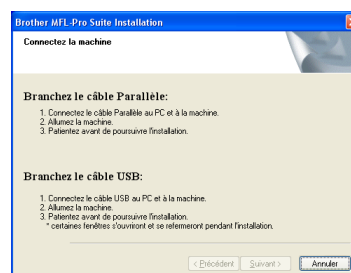 Brother MFL-Pro Suite Installation
Connectez la machine
Branchez le câble Parallèle:
1. Connectez le câble Parallèle au PC et à la machine.
2. Allumez la machine.
3. Patientez avant de poursuivre l'installation.
Branchez le câble USB:
1. Connectez le câble USB au PC et à la machine.
2. Allumez la machine.
3. Patientez avant de poursuivre l'installation.
* certaines fenêtres s'ouvriront et se refermeront pendant l'installation.
< Précédent Suivant > Annuler